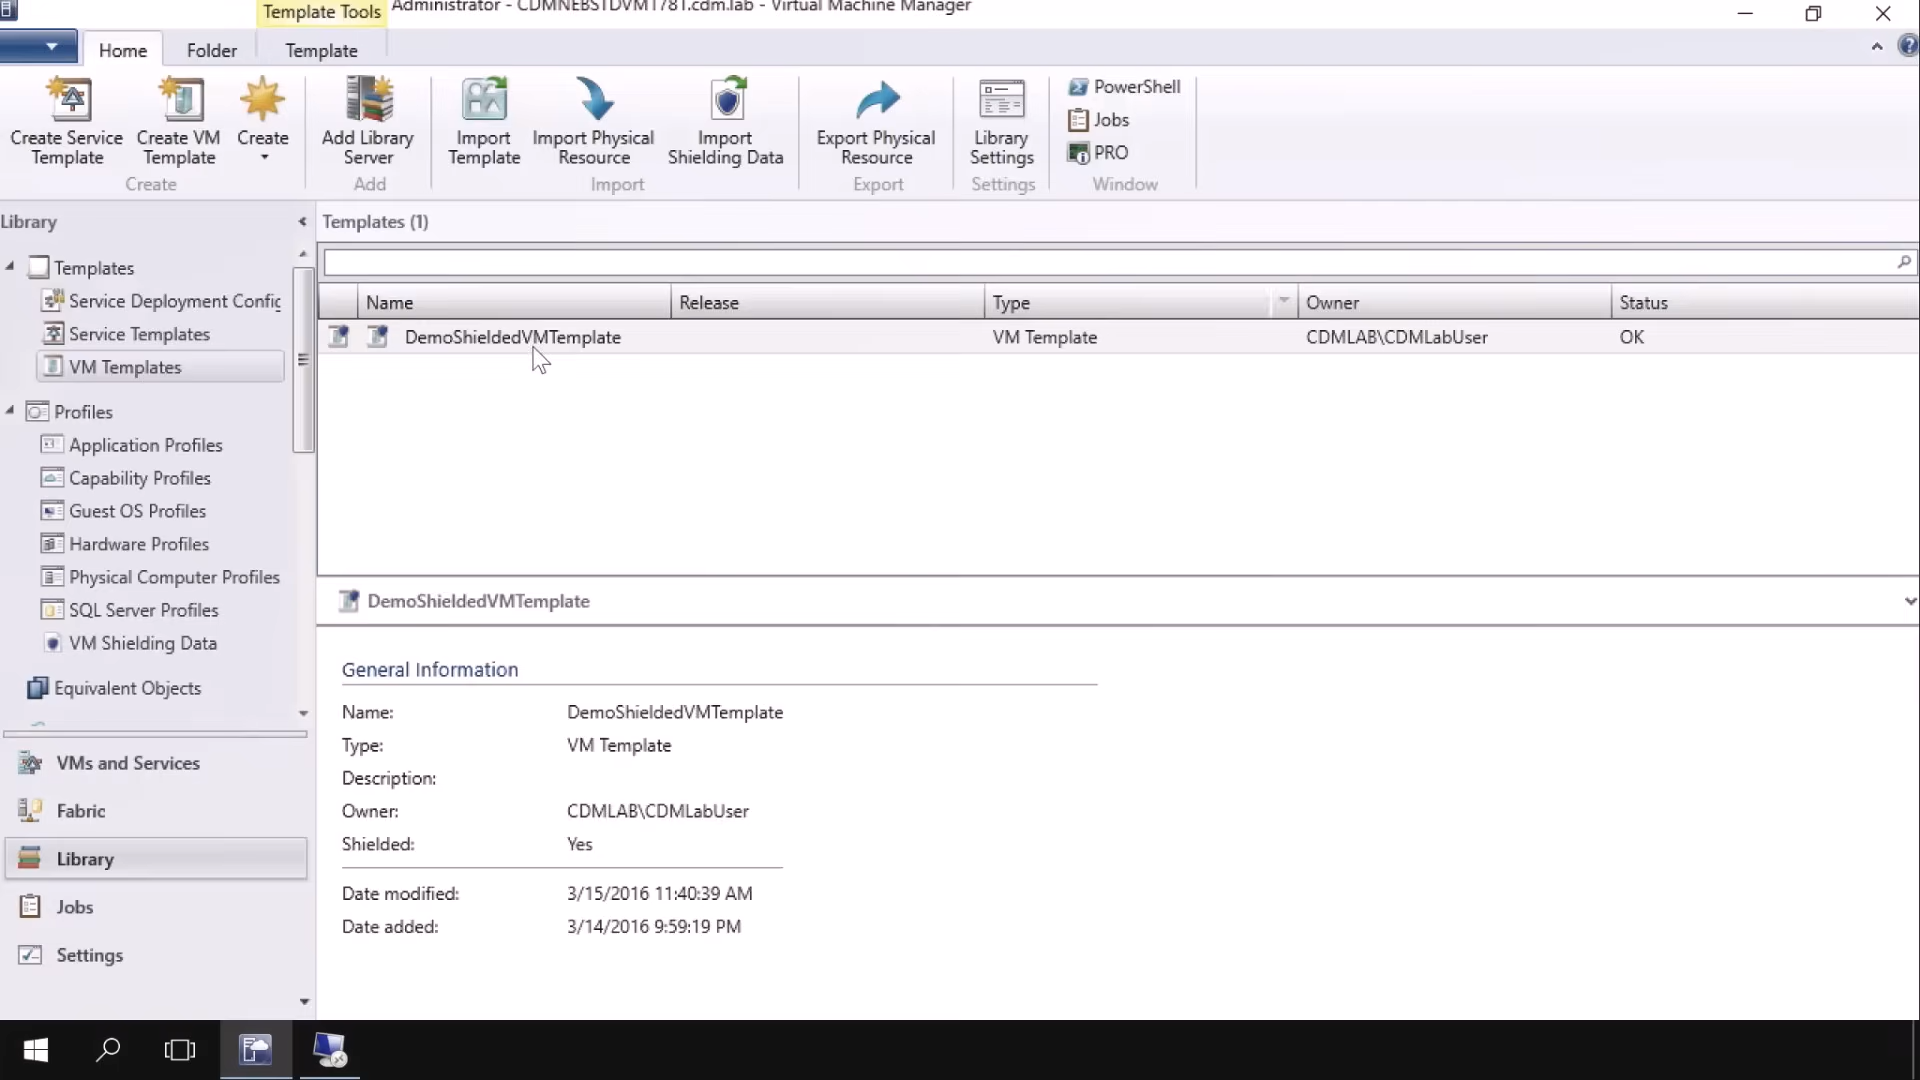 Template Tools
Administrator - CDMNEBSTDVM1781.cdm.lab - Virtual Machine Manager
Home
Folder
Template
Create Service Template
Create VM Template
Create
Add Library Server
Import Template
Import Physical Resource
Import Shielding Data
Export Physical Resource
Library Settings
PowerShell
Jobs
PRO
Create
Add
Import
Export
Settings
Window
Library
Templates
Service Deployment Config
Service Templates
VM Templates
Profiles
Application Profiles
Capability Profiles
Guest OS Profiles
Hardware Profiles
Physical Computer Profiles
SQL Server Profiles
VM Shielding Data
Equivalent Objects
VMs and Services
Fabric
Library
Jobs
Settings
Templates (1)
Name Release Type Owner Status
DemoShieldedVMTemplate VM Template CDMLAB\CDMLabUser OK
DemoShieldedVMTemplate
General Information
Name: DemoShieldedVMTemplate
Type: VM Template
Description:
Owner: CDMLAB\CDMLabUser
Shielded: Yes
Date modified: 3/15/2016 11:40:39 AM
Date added: 3/14/2016 9:59:19 PM